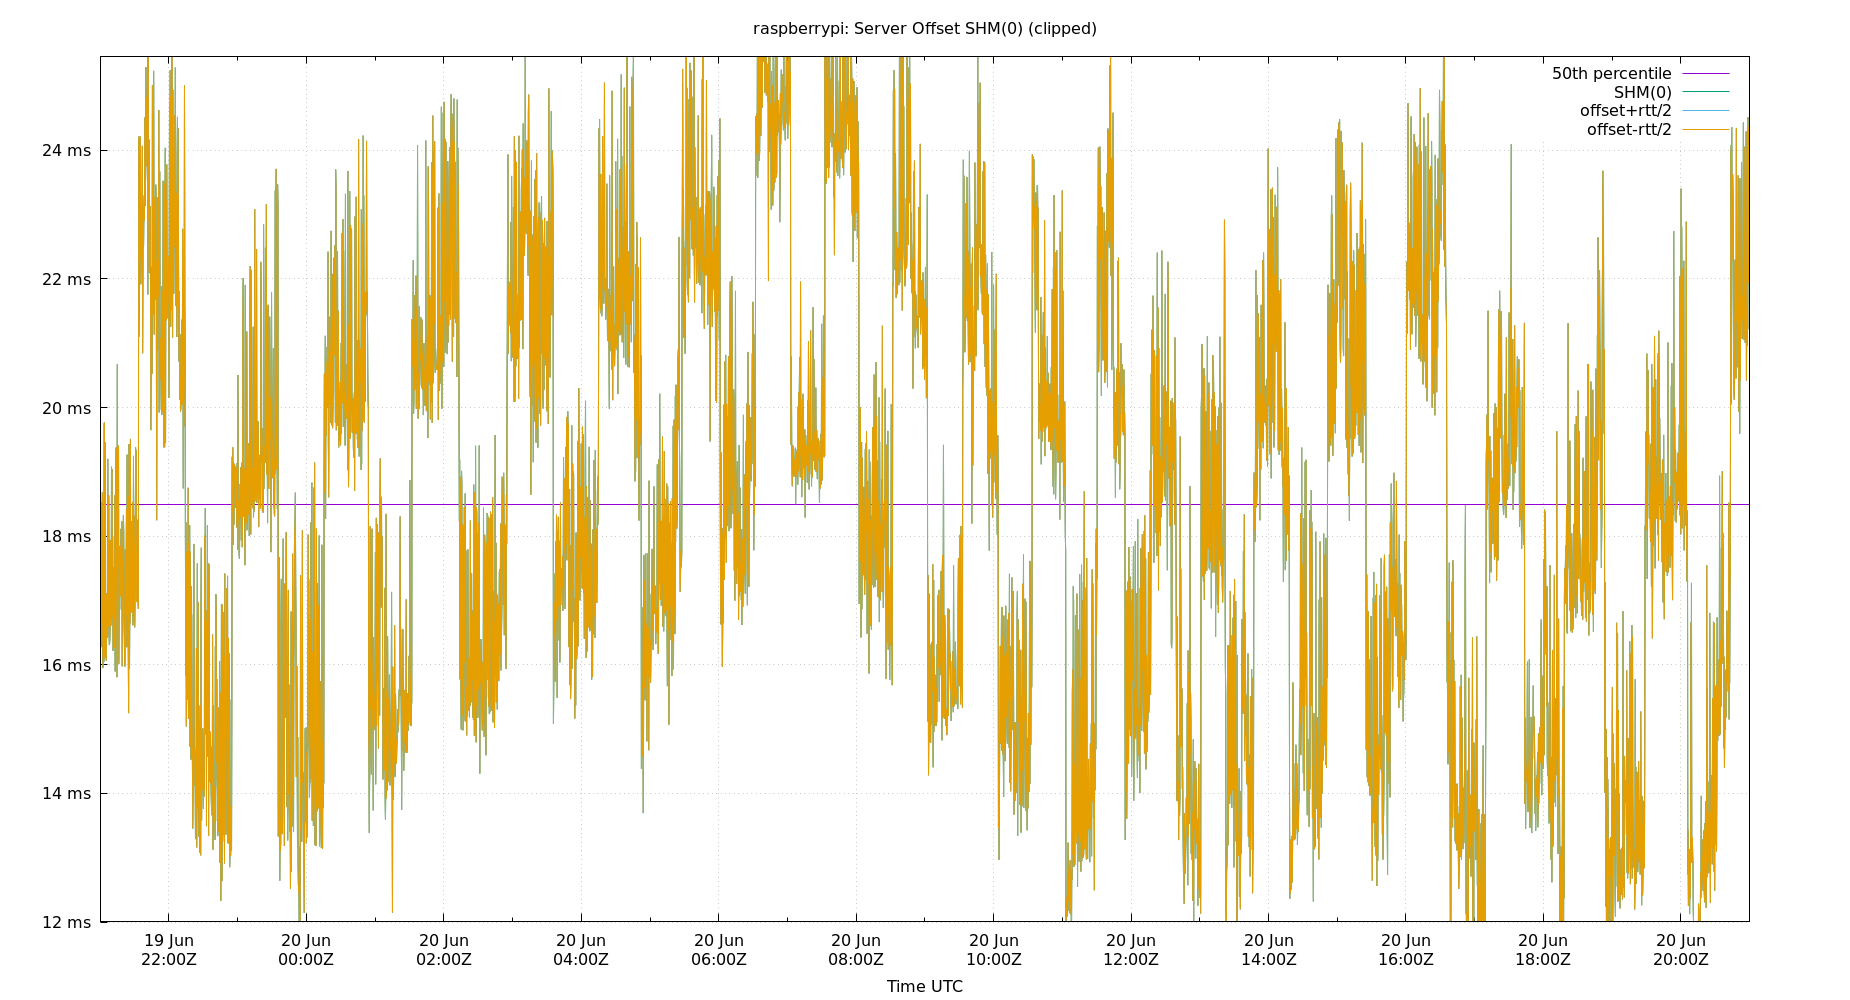 raspberrypi: Server Offset SHM(0) (clipped)
50th percentile
SHM(0)
offset+rtt/2
offset-rtt/2
24 ms
22 ms
20 ms
18 ms
16 ms
14 ms
12 ms
19 Jun 20 Jun 20 Jun 20 Jun 20 Jun 20 Jun 20 Jun 20 Jun 20 Jun 20 Jun 20 Jun 20 Jun
22:00Z 00:00Z 02:00Z 04:00Z 06:00Z 08:00Z 10:00Z 12:00Z 14:00Z 16:00Z 18:00Z 20:00Z
Time UTC